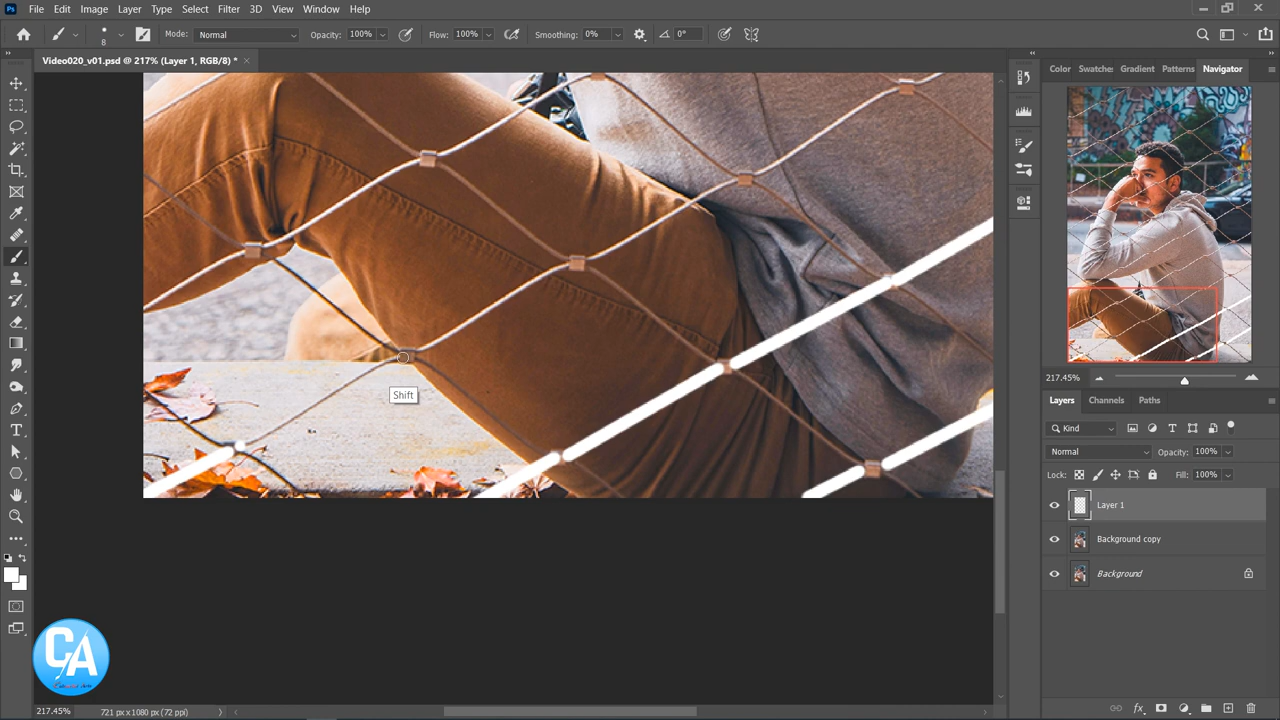 Ps File Edit Image Layer Type Select Filter 3D View Window Help
8 Mode: Normal Opacity: 100% Flow: 100% Smoothing: 0% 0°
Video020_v01.psd @ 217% (Layer 1, RGB/8) *
Color Swatches Gradient Patterns Navigator
217.45%
Layers Channels Paths
Kind
Normal Opacity: 100%
Lock: Fill: 100%
Layer 1
Background copy
Background
Shift
CA
217.45% 721 px x 1080 px (72 ppi)
fx